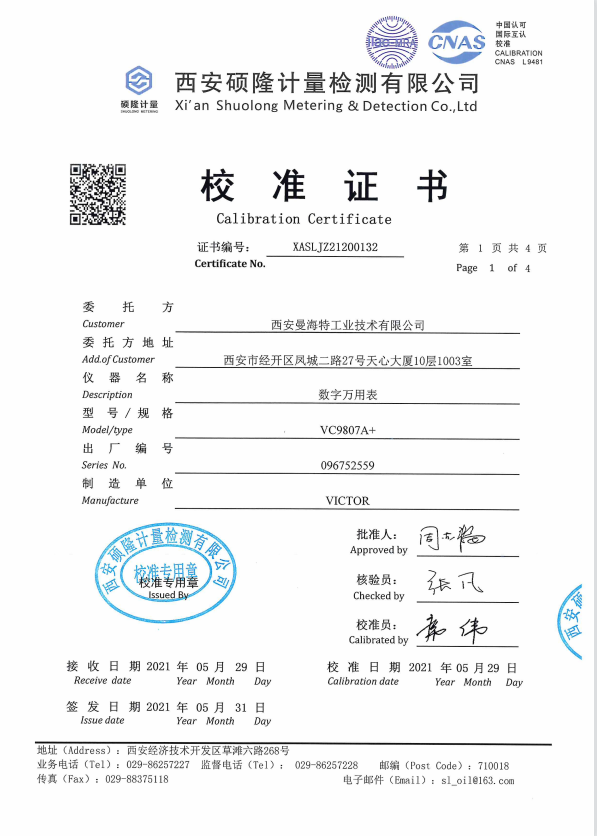 ILAC-MRA
CNAS
中国认可
国际互认
校准
CALIBRATION
CNAS L9481
硕隆计量
SHUOLONG METERING
西安硕隆计量检测有限公司
Xi'an Shuolong Metering & Detection Co.,Ltd
校准证书
Calibration Certificate
证书编号: XASLJZ21200132 第 1 页 共 4 页
Certificate No. Page 1 of 4
委托方
Customer 西安曼海特工业技术有限公司
委托方地址
Add.of Customer 西安市经开区凤城二路27号天心大厦10层1003室
仪器名称
Description 数字万用表
型号/规格
Model/type VC9807A+
出厂编号
Series No. 096752559
制造单位
Manufacture VICTOR
西安硕隆计量检测有限公司
校准专用章
校准专用章
Issued By
批准人:
Approved by
核验员:
Checked by 张凡
校准员:
Calibrated by
西安硕
接收日期 2021 年 05 月 29 日 校准日期 2021 年 05 月 29 日
Receive date Year Month Day Calibration date Year Month Day
签发日期 2021 年 05 月 31 日
Issue date Year Month Day
地址（Address）: 西安经济技术开发区草滩六路268号
业务电话（Tel）: 029-86257227 监督电话（Tel）: 029-86257228 邮编（Post Code）: 710018
传真（Fax）: 029-88375118 电子邮件（Email）: sl_oil@163.com